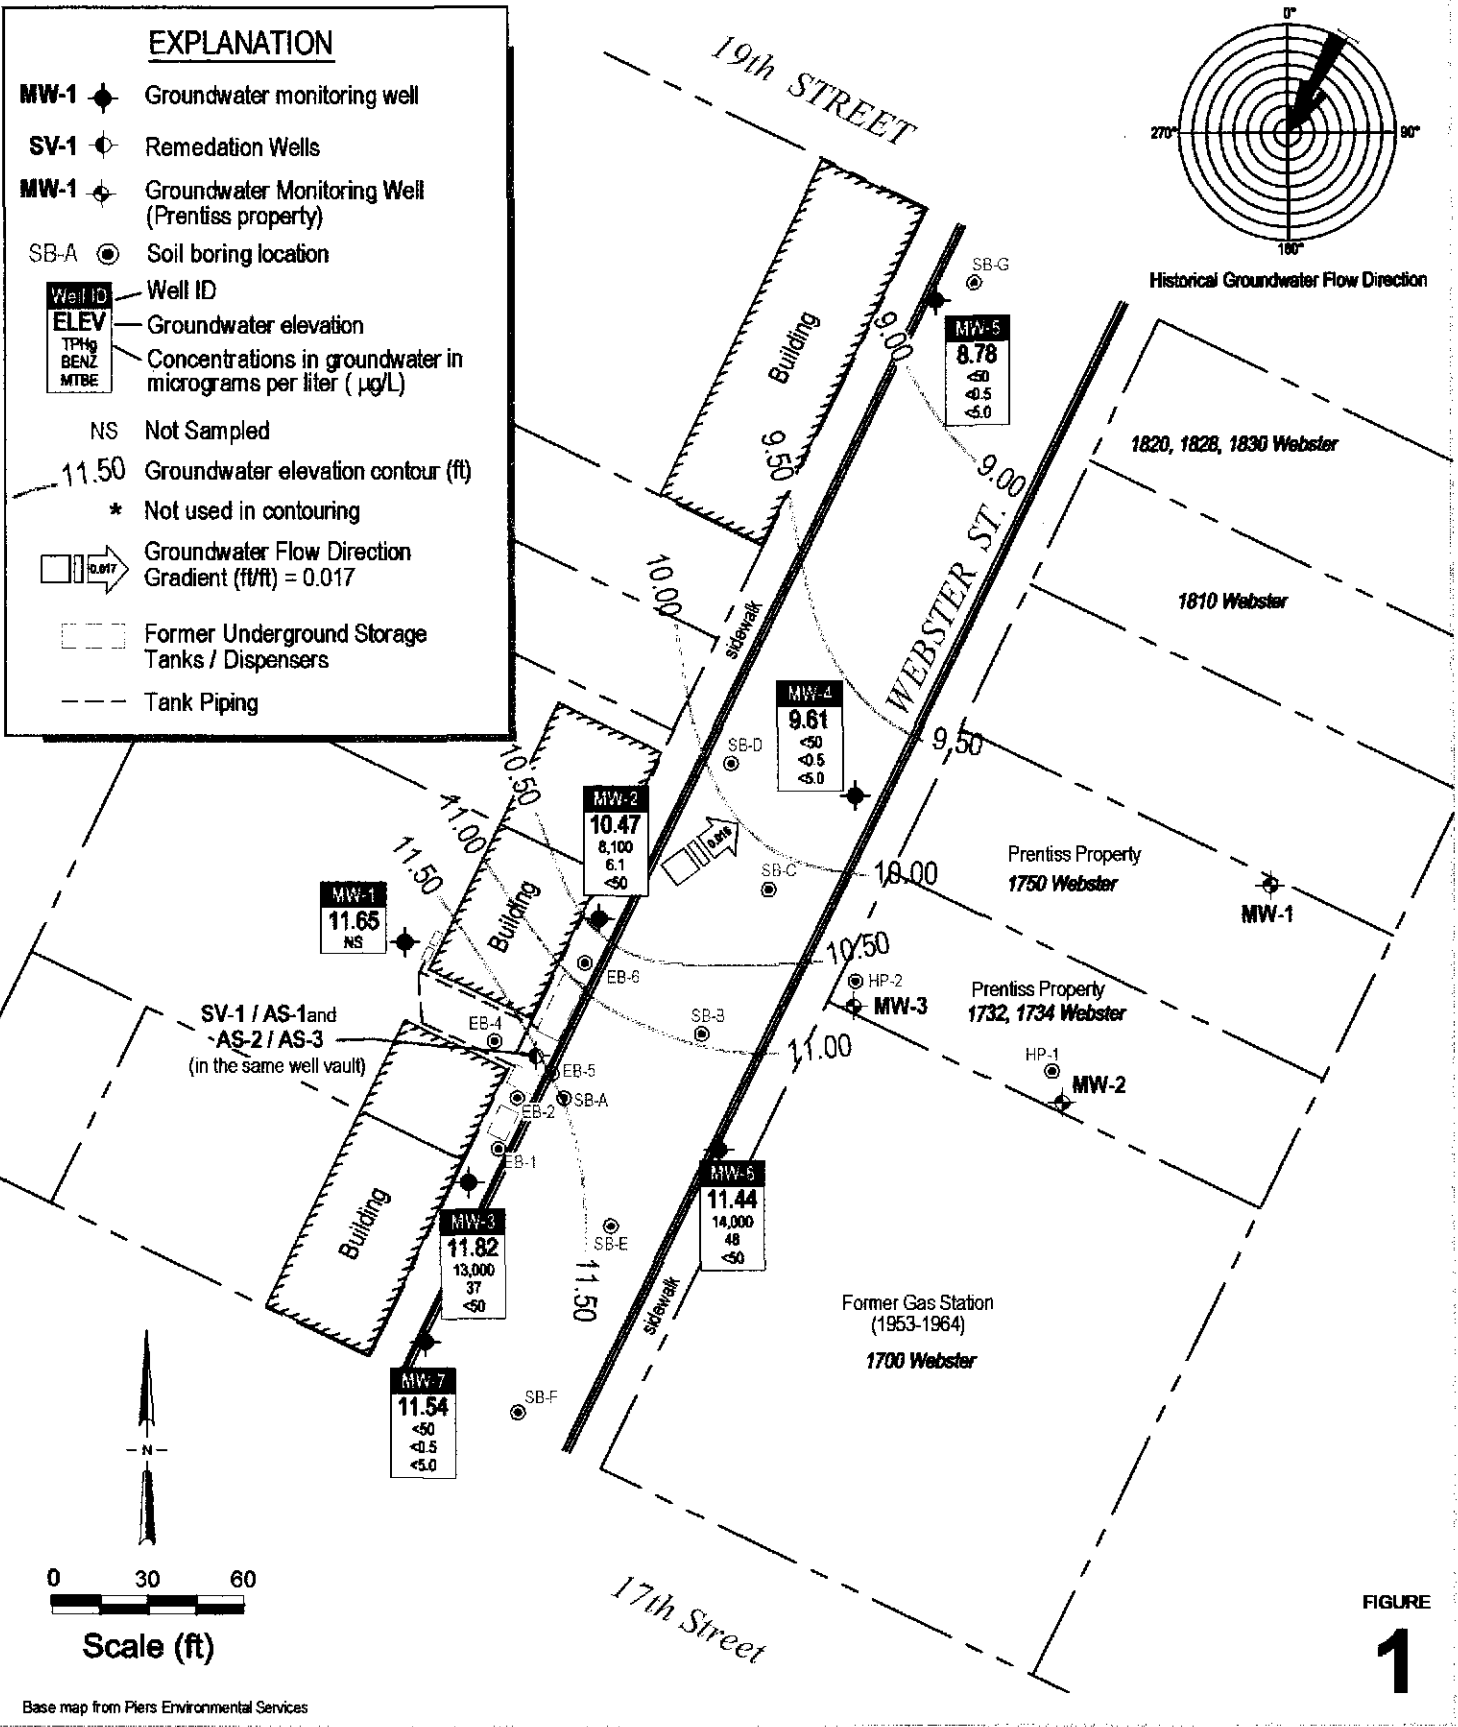 EXPLANATION
MW-1 Groundwater monitoring well
SV-1 Remedation Wells
MW-1 Groundwater Monitoring Well
(Prentiss property)
SB-A Soil boring location
Well ID Well ID
ELEV Groundwater elevation
TPHg
BENZ
MTBE
Concentrations in groundwater in
micrograms per liter ( µg/L)
NS Not Sampled
11.50 Groundwater elevation contour (ft)
* Not used in contouring
0.017
Groundwater Flow Direction
Gradient (ft/ft) = 0.017
Former Underground Storage
Tanks / Dispensers
Tank Piping
19th STREET
0°
270°
90°
180°
Historical Groundwater Flow Direction
SB-G
MW-5
8.78
<50
<0.5
<5.0
Building
9.00
9.00
9.50
WEBSTER ST.
1820, 1828, 1830 Webster
1810 Webster
10.00
sidewalk
MW-4
9.61
<50
<0.5
<5.0
9.50
SB-D
10.50
11.00
11.50
MW-2
10.47
8,100
6.1
<50
0.016
SB-C
10.00
Prentiss Property
1750 Webster
MW-1
MW-1
11.65
NS
Building
EB-6
10.50
HP-2
MW-3
Prentiss Property
1732, 1734 Webster
SV-1 / AS-1and
AS-2 / AS-3
(in the same well vault)
EB-4
SB-B
11.00
HP-1
MW-2
EB-5
EB-2
SB-A
EB-1
MW-6
11.44
14,000
48
<50
Building
MW-3
11.82
13,000
37
<50
SB-E
11.50
sidewalk
Former Gas Station
(1953-1964)
1700 Webster
MW-7
11.54
<50
<0.5
<5.0
SB-F
N
0 30 60
Scale (ft)
17th Street
FIGURE
1
Base map from Piers Environmental Services